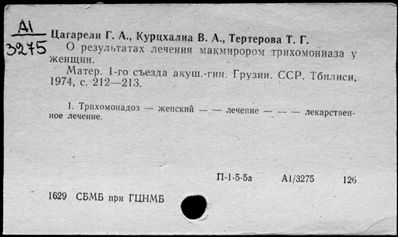 А1
3275
Цагарели Г. А., Курцхалиа В. А., Тертерова Т. Г.
О результатах лечения макмирором трихомониаза у
женщин.
Матер. 1-го съезда акуш.-гин. Грузин. ССР. Тбилиси,
1974, с. 212—213.
1. Трихомонадоз — женский — — лечение — — — лекарствен-
ное лечение.
П-1-5-5а А1/3275 126
1629 СБМБ при ГЦНМБ